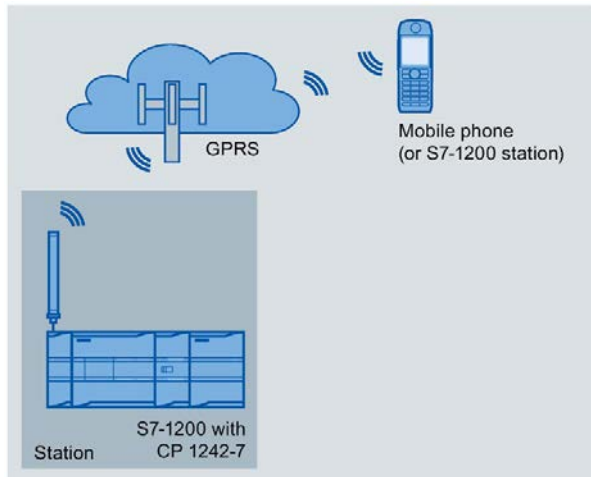 GPRS
Mobile phone
(or S7-1200 station)
S7-1200 with
CP 1242-7
Station